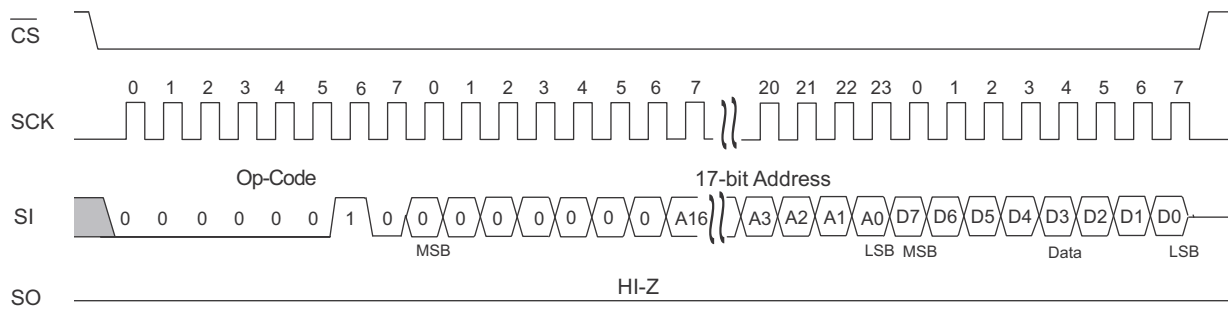 CS
0 1 2 3 4 5 6 7 0 1 2 3 4 5 6 7 20 21 22 23 0 1 2 3 4 5 6 7
SCK
Op-Code 17-bit Address
SI 0 0 0 0 0 0 1 0 0 0 0 0 0 0 0 A16 A3 A2 A1 A0 D7 D6 D5 D4 D3 D2 D1 D0
MSB LSB MSB Data LSB
HI-Z
SO